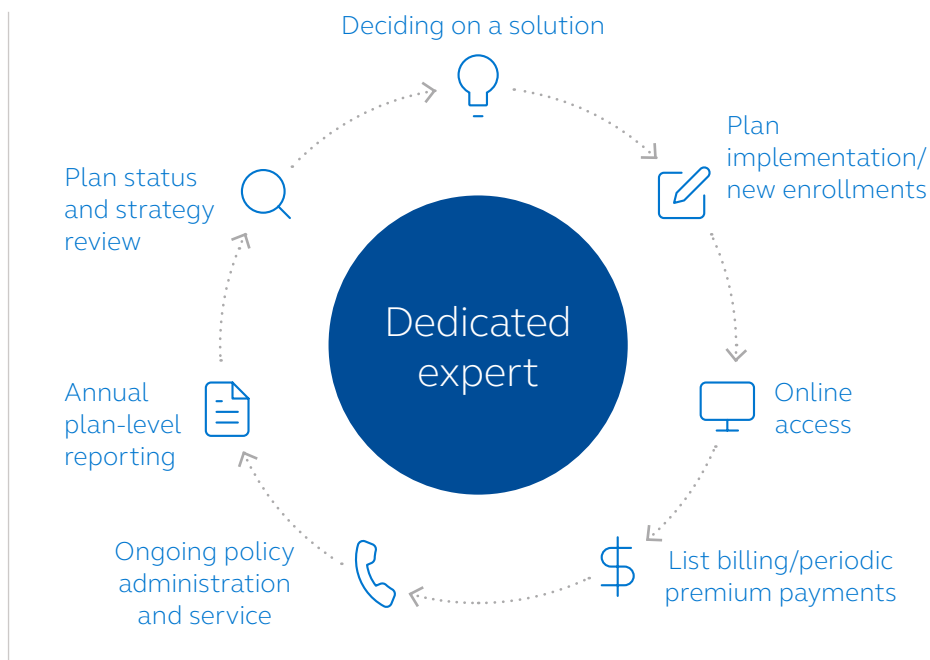 Deciding on a solution
Plan
implementation/
new enrollments
Online
access
List billing/periodic
premium payments
Ongoing policy
administration
and service
Annual
plan-level
reporting
Plan status
and strategy
review
Dedicated
expert